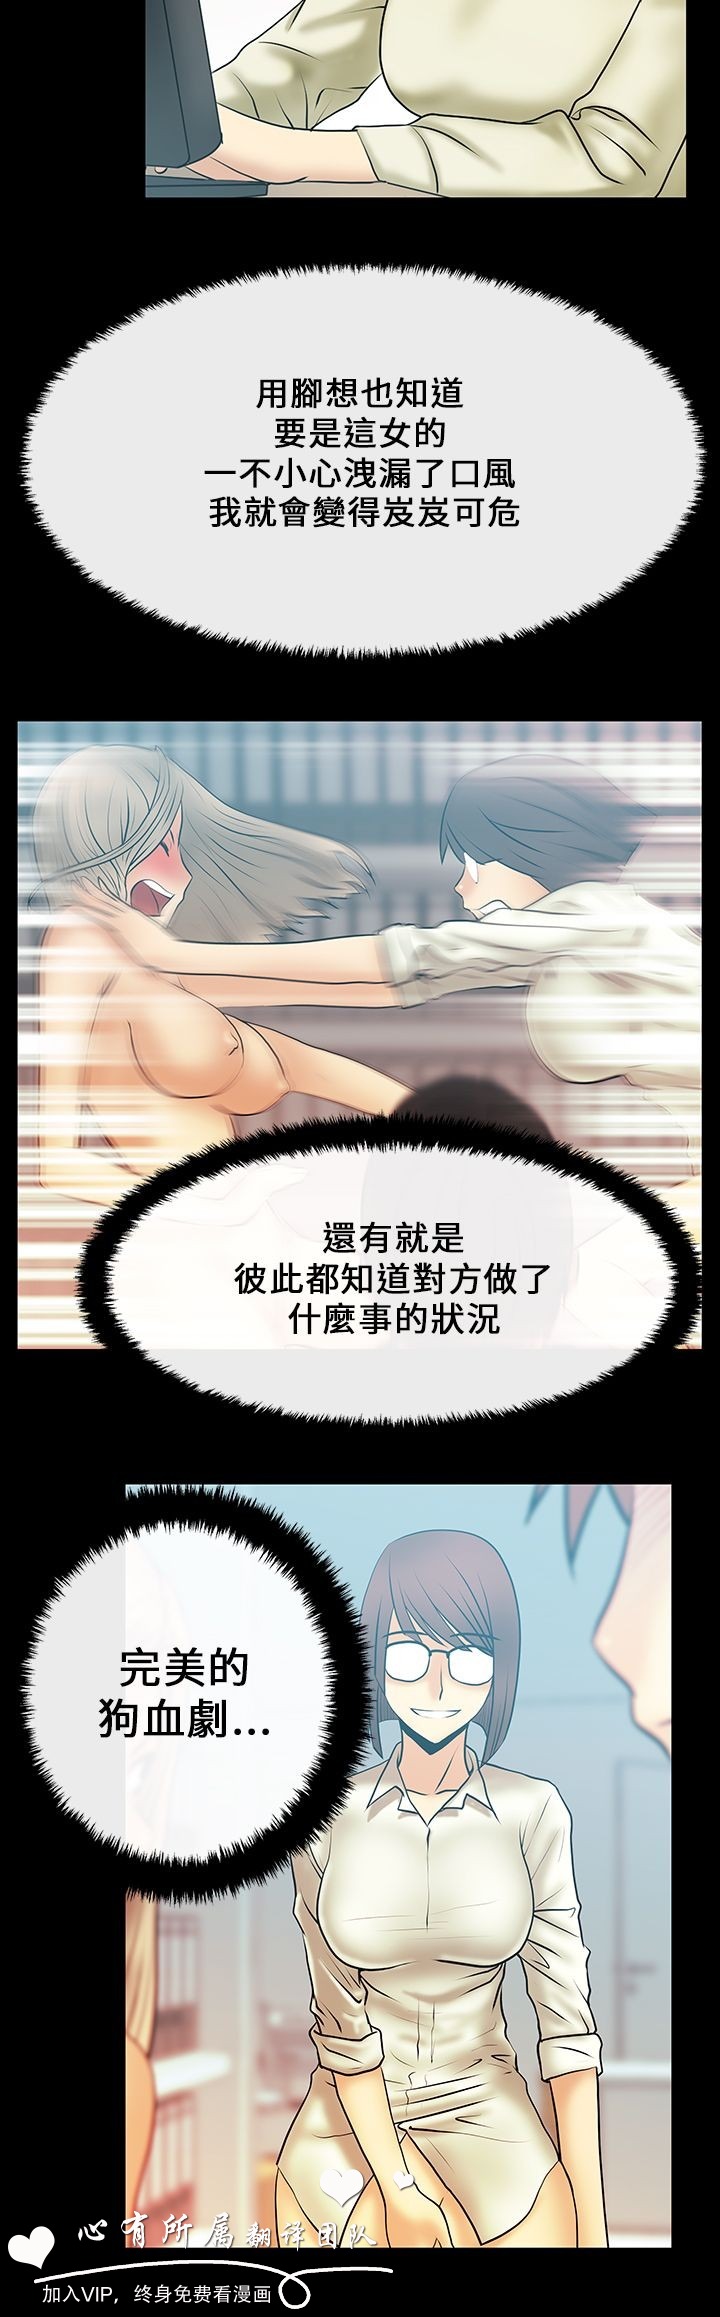 用腳想也知道
要是這女的
一不小心洩漏了口風
我就會變得岌岌可危
還有就是
彼此都知道對方做了
什麼事的狀況
完美的
狗血劇…
心有所属翻译团队
加入VIP，终身免费看漫画